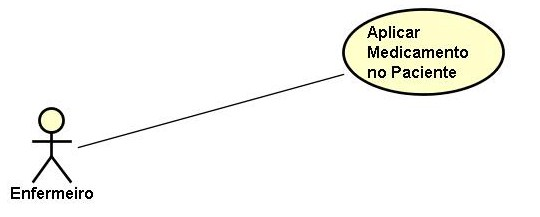 Aplicar
Medicamento
no Paciente
Enfermeiro